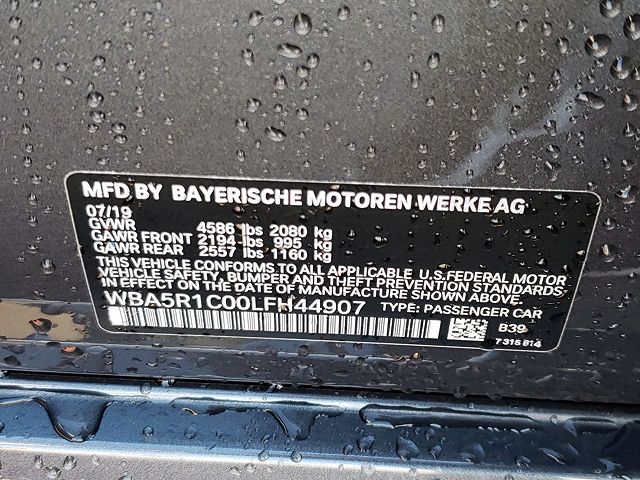 MFD BY BAYERISCHE MOTOREN WERKE AG
07/19
GVWR 4586 lbs 2080 kg
GAWR FRONT 2194 lbs 995 kg
GAWR REAR 2557 lbs 1160 kg
THIS VEHICLE CONFORMS TO ALL APPLICABLE U.S.FEDERAL MOTOR
VEHICLE SAFETY, BUMPER AND THEFT PREVENTION STANDARDS
IN EFFECT ON THE DATE OF MANUFACTURE SHOWN ABOVE.
WBA5R1C00LFH44907 TYPE: PASSENGER CAR
B39
7 316 814